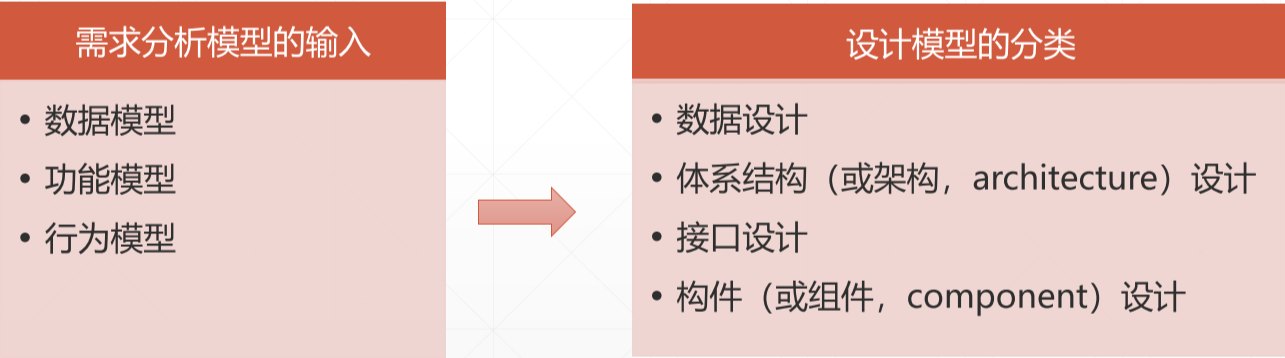 需求分析模型的输入
• 数据模型
• 功能模型
• 行为模型
设计模型的分类
• 数据设计
• 体系结构（或架构，architecture）设计
• 接口设计
• 构件（或组件，component）设计